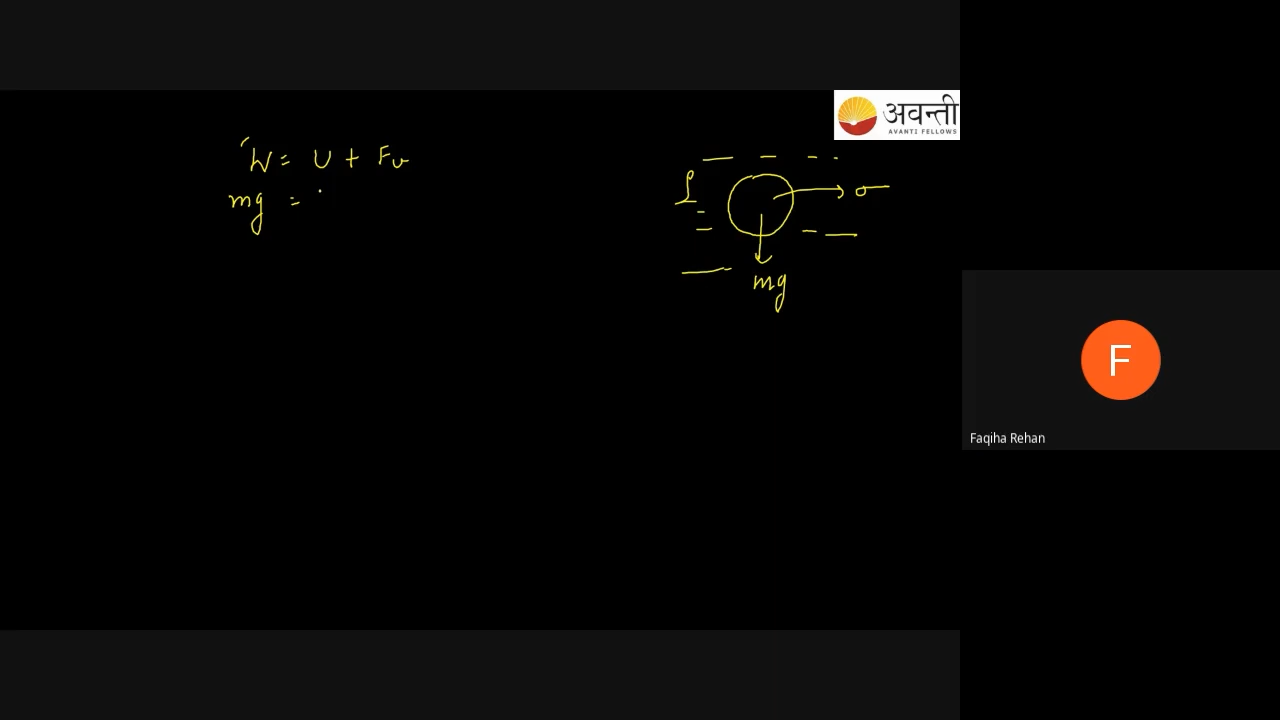 अवन्ती
AVANTI FELLOWS
W = U + Fv
mg =
σ
mg
F
Faqiha Rehan